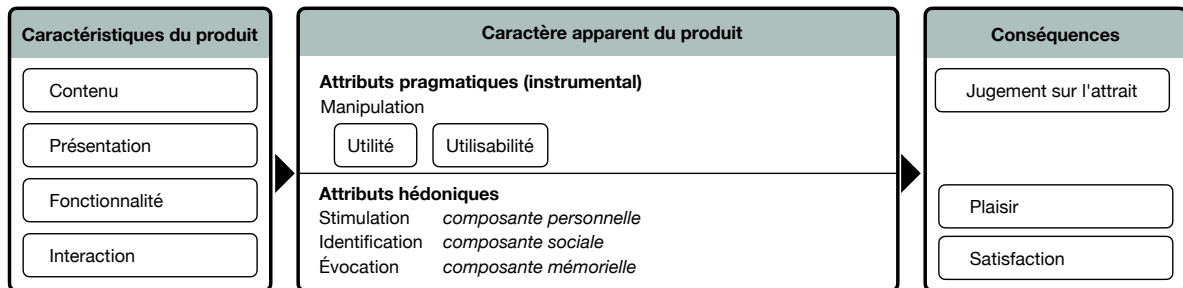 Caractéristiques du produit
Contenu
Présentation
Fonctionnalité
Interaction
Caractère apparent du produit
Attributs pragmatiques (instrumental)
Manipulation
Utilité Utilisabilité
Attributs hédoniques
Stimulation composante personnelle
Identification composante sociale
Évocation composante mémorielle
Conséquences
Jugement sur l'attrait
Plaisir
Satisfaction